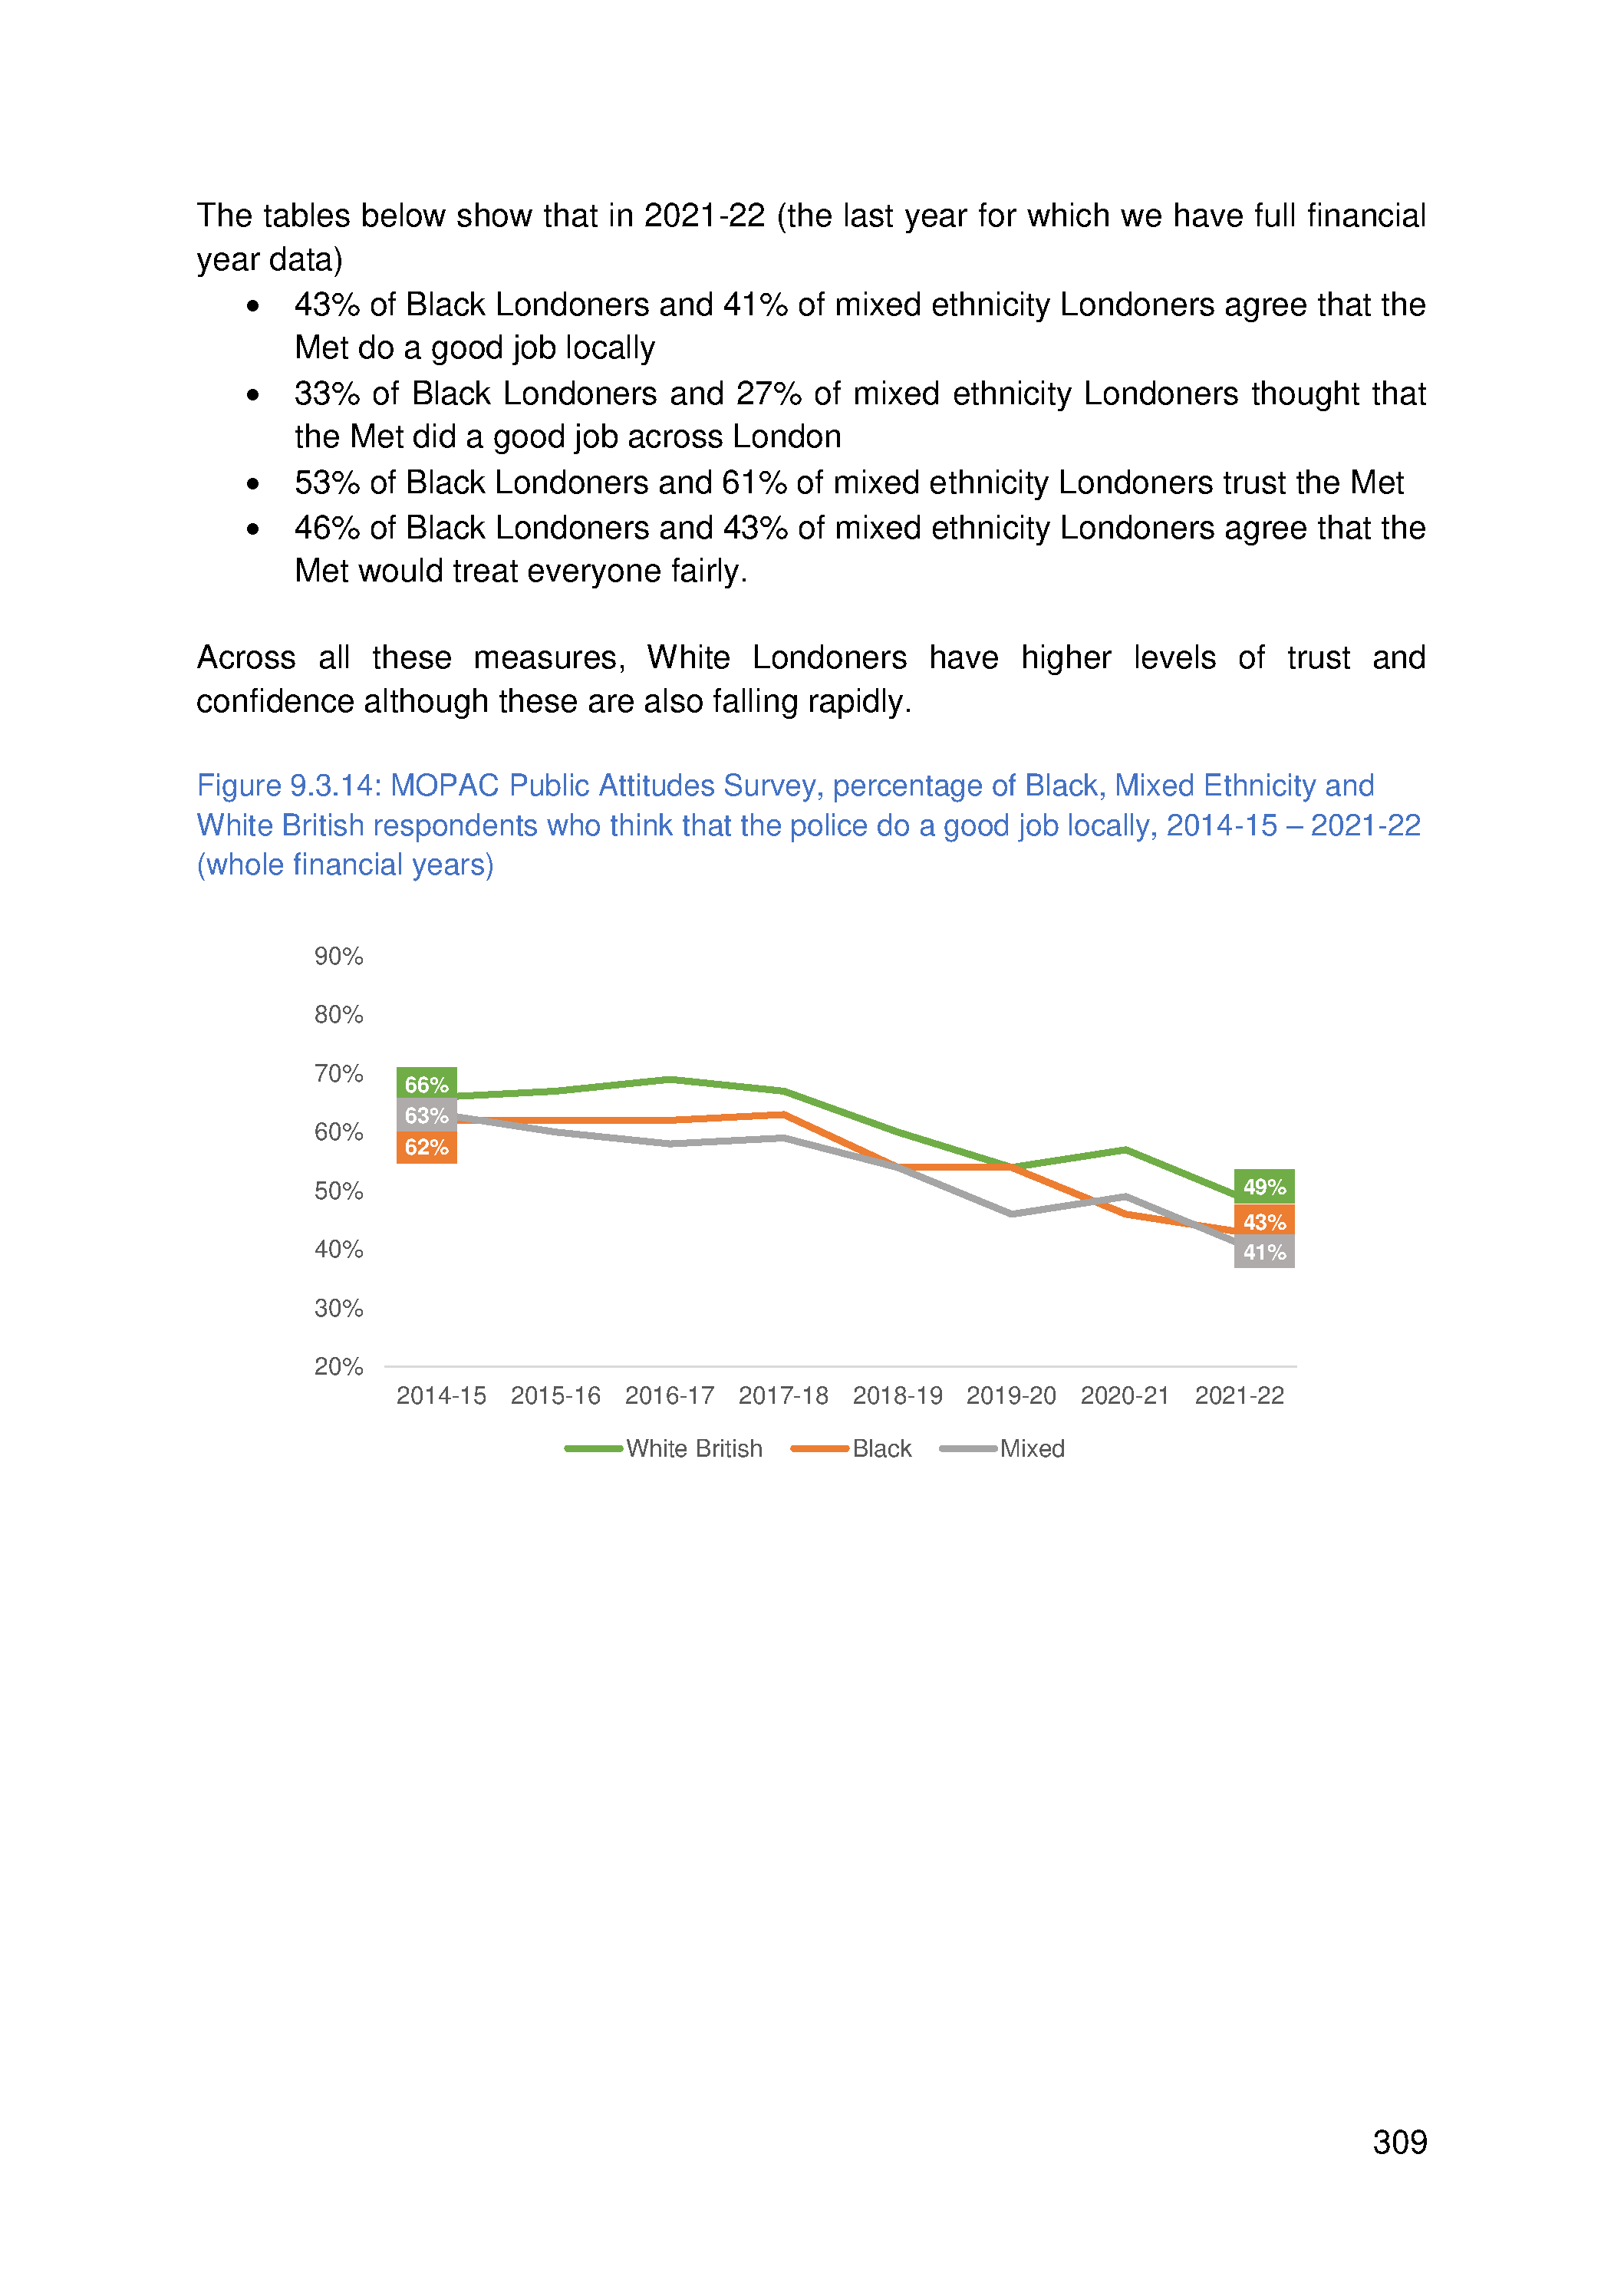 The tables below show that in 2021-22 (the last year for which we have full financial
year data)
• 43% of Black Londoners and 41% of mixed ethnicity Londoners agree that the
Met do a good job locally
• 33% of Black Londoners and 27% of mixed ethnicity Londoners thought that
the Met did a good job across London
• 53% of Black Londoners and 61% of mixed ethnicity Londoners trust the Met
• 46% of Black Londoners and 43% of mixed ethnicity Londoners agree that the
Met would treat everyone fairly.
Across all these measures, White Londoners have higher levels of trust and
confidence although these are also falling rapidly.
Figure 9.3.14: MOPAC Public Attitudes Survey, percentage of Black, Mixed Ethnicity and
White British respondents who think that the police do a good job locally, 2014-15 – 2021-22
(whole financial years)
90%
80%
70%
60%
50%
40%
30%
20%
66%
63%
62%
49%
43%
41%
2014-15 2015-16 2016-17 2017-18 2018-19 2019-20 2020-21 2021-22
White British Black Mixed
309